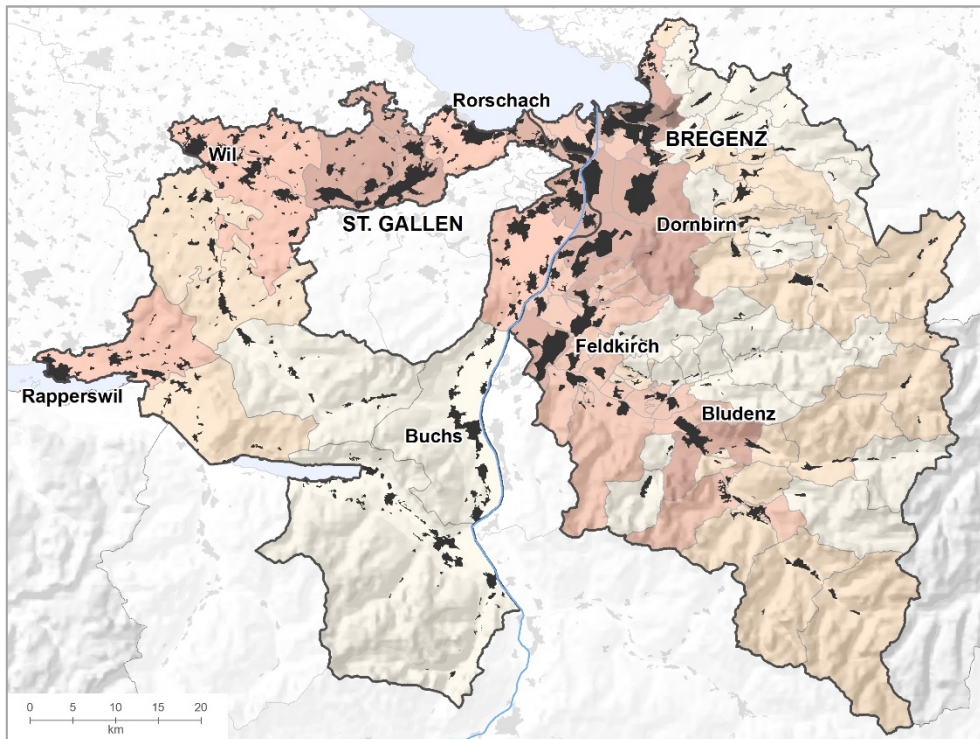 Rorschach
Wil
BREGENZ
ST. GALLEN
Dornbirn
Feldkirch
Rapperswil
Bludenz
Buchs
0 5 10 15 20
km